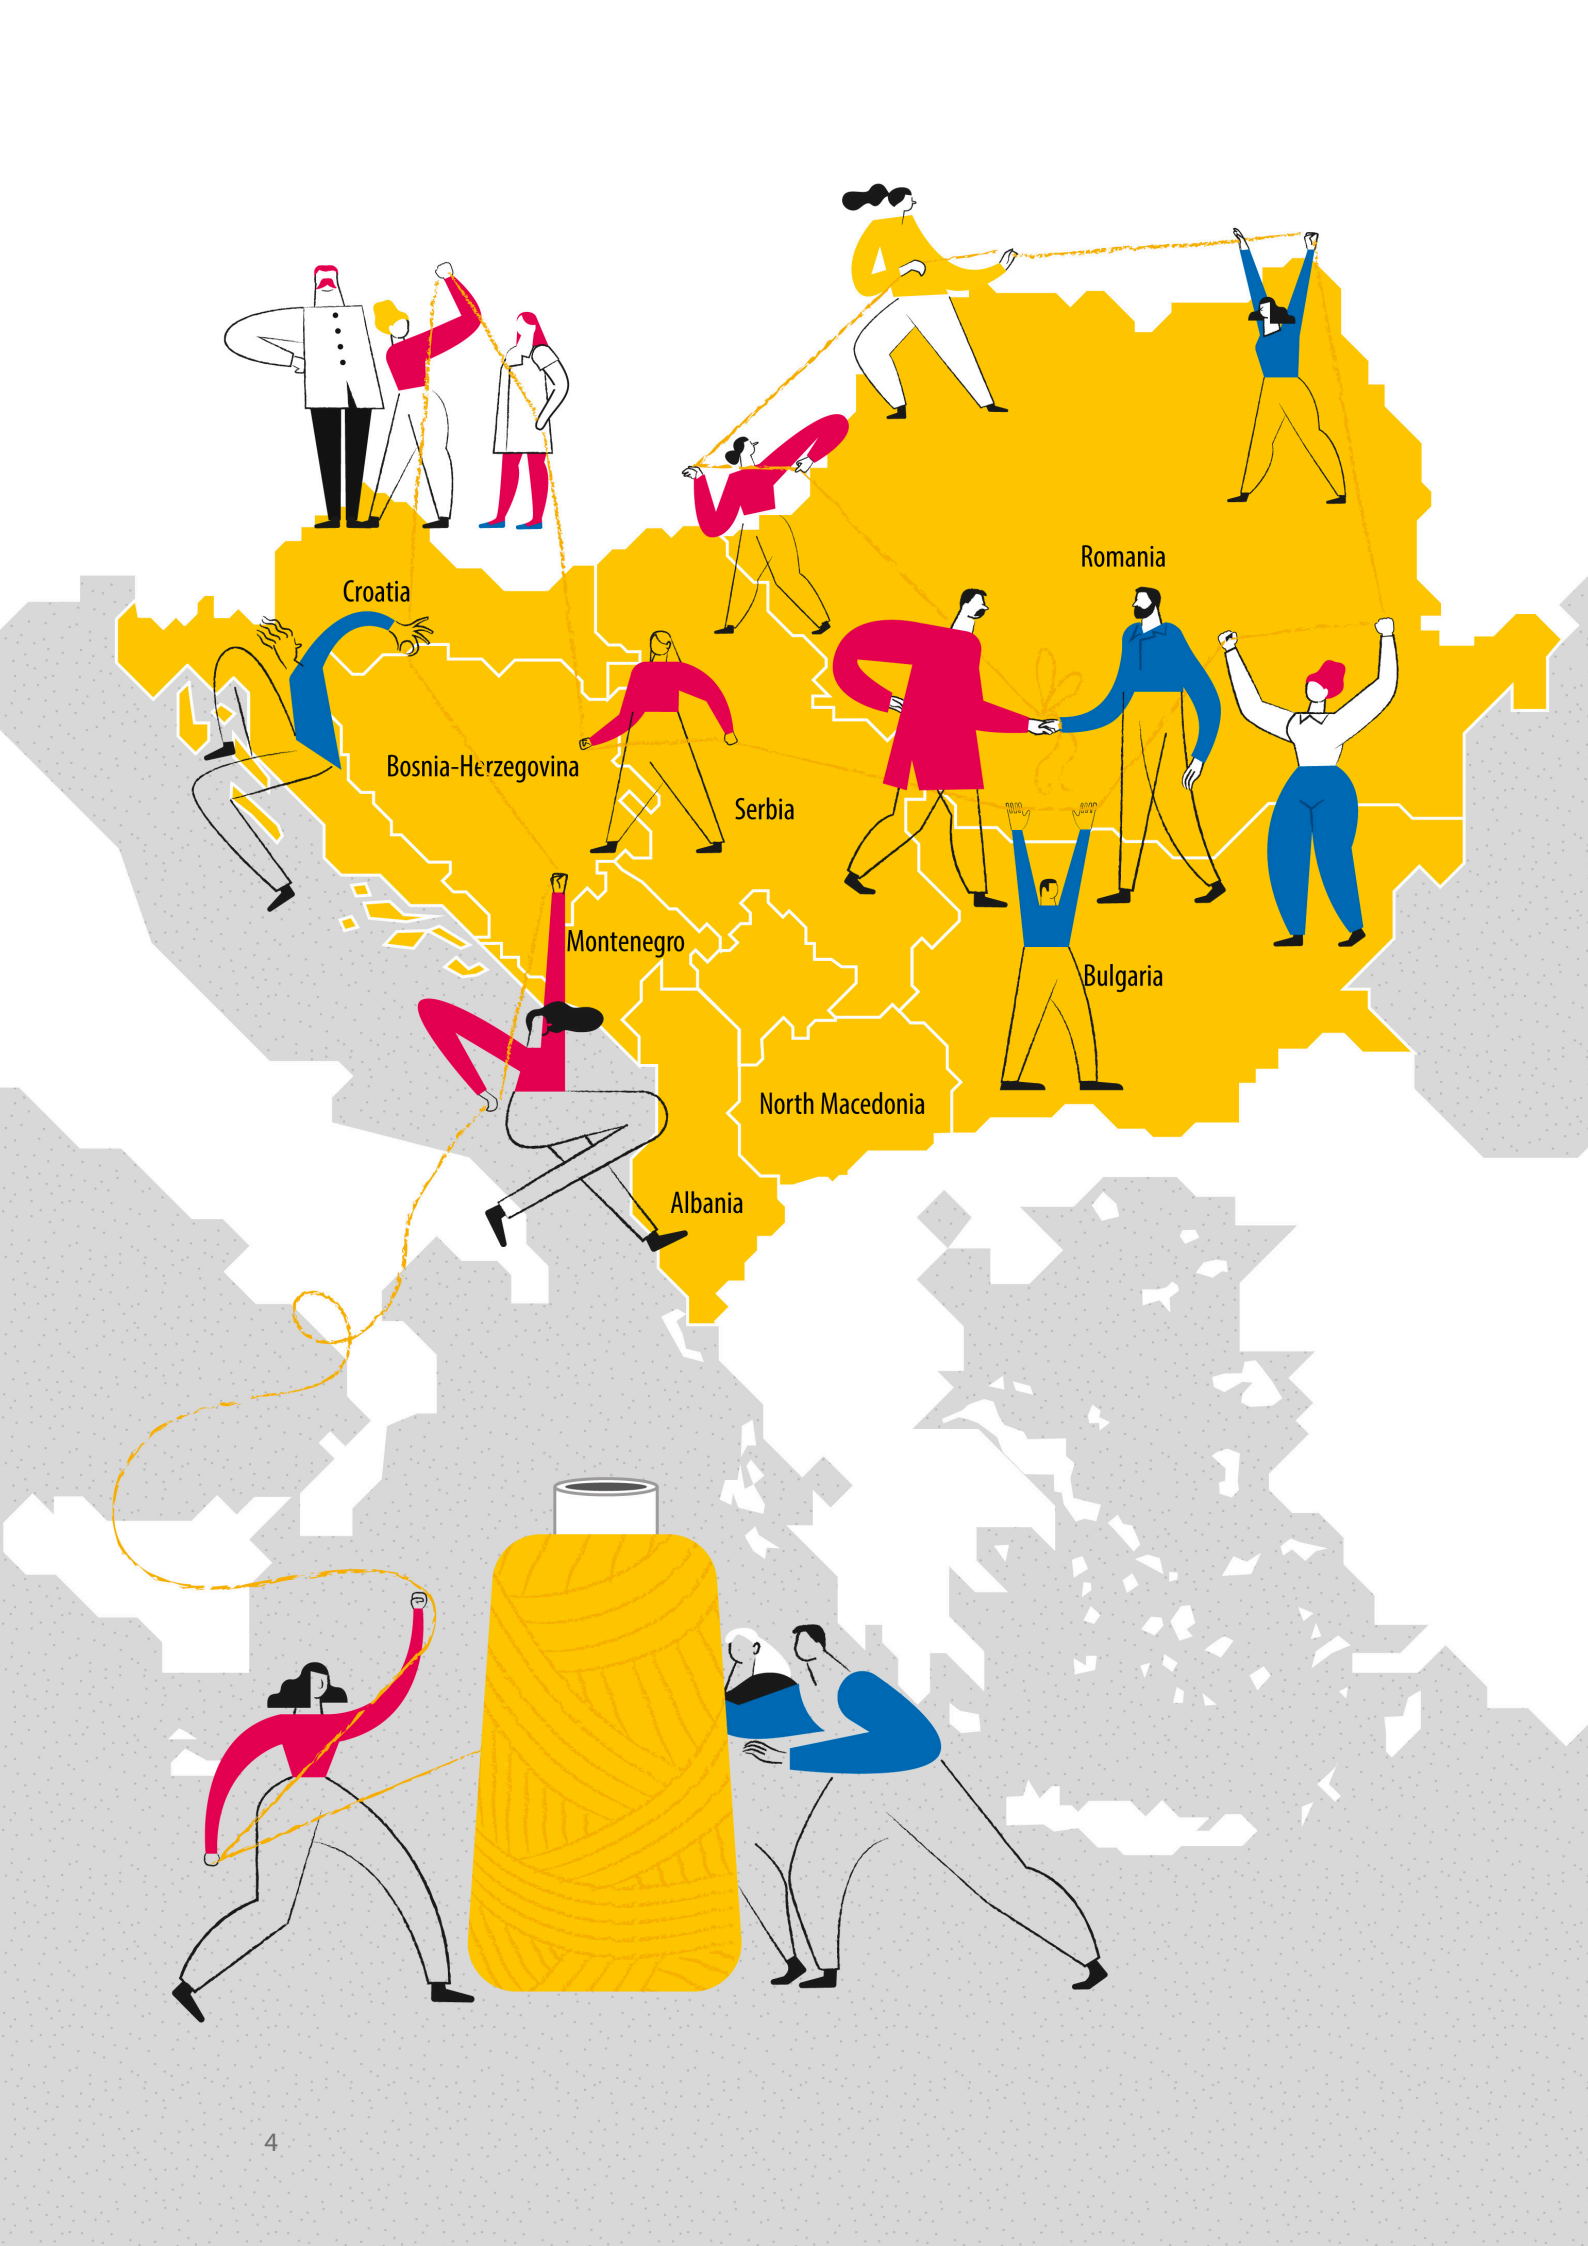 Romania
Croatia
Bosnia-Herzegovina
Serbia
Montenegro
Bulgaria
North Macedonia
Albania
4